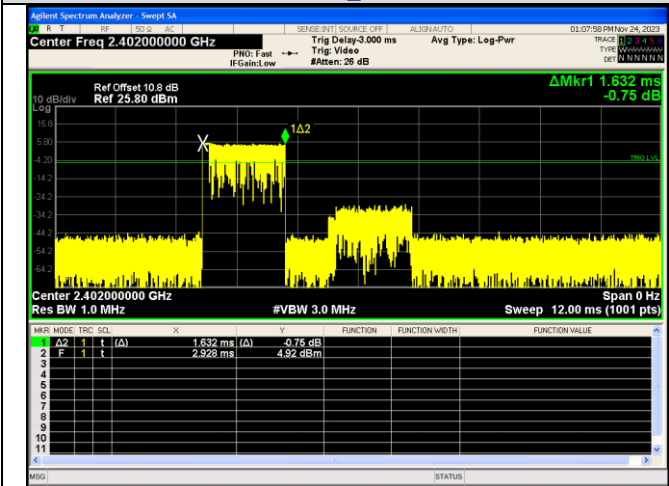 Agilent Spectrum Analyzer - Swept SA
R T RF 50 Ω AC SENSE:INT SOURCE OFF ALIGN AUTO 01:07:58 PM Nov 24, 2023
Center Freq 2.402000000 GHz Trig Delay-3.000 ms Avg Type: Log-Pwr TRACE 1 2 3 4 5
PNO: Fast Trig: Video TYPE
IFGain:Low #Atten: 26 dB DET N N N N N N
ΔMkr1 1.632 ms
-0.75 dB
Ref Offset 10.8 dB
10 dB/div Ref 25.80 dBm
Log
15.8
1Δ2
5.80
-4.20 TRIG LVL
-14.2
-24.2
-34.2
-44.2
-54.2
-64.2
Center 2.402000000 GHz Span 0 Hz
Res BW 1.0 MHz #VBW 3.0 MHz Sweep 12.00 ms (1001 pts)
MKR MODE TRC SCL X Y FUNCTION FUNCTION WIDTH FUNCTION VALUE
1 Δ2 1 t (Δ) 1.632 ms (Δ) -0.75 dB
2 F 1 t 2.928 ms 4.92 dBm
3
4
5
6
7
8
9
10
11
MSG STATUS